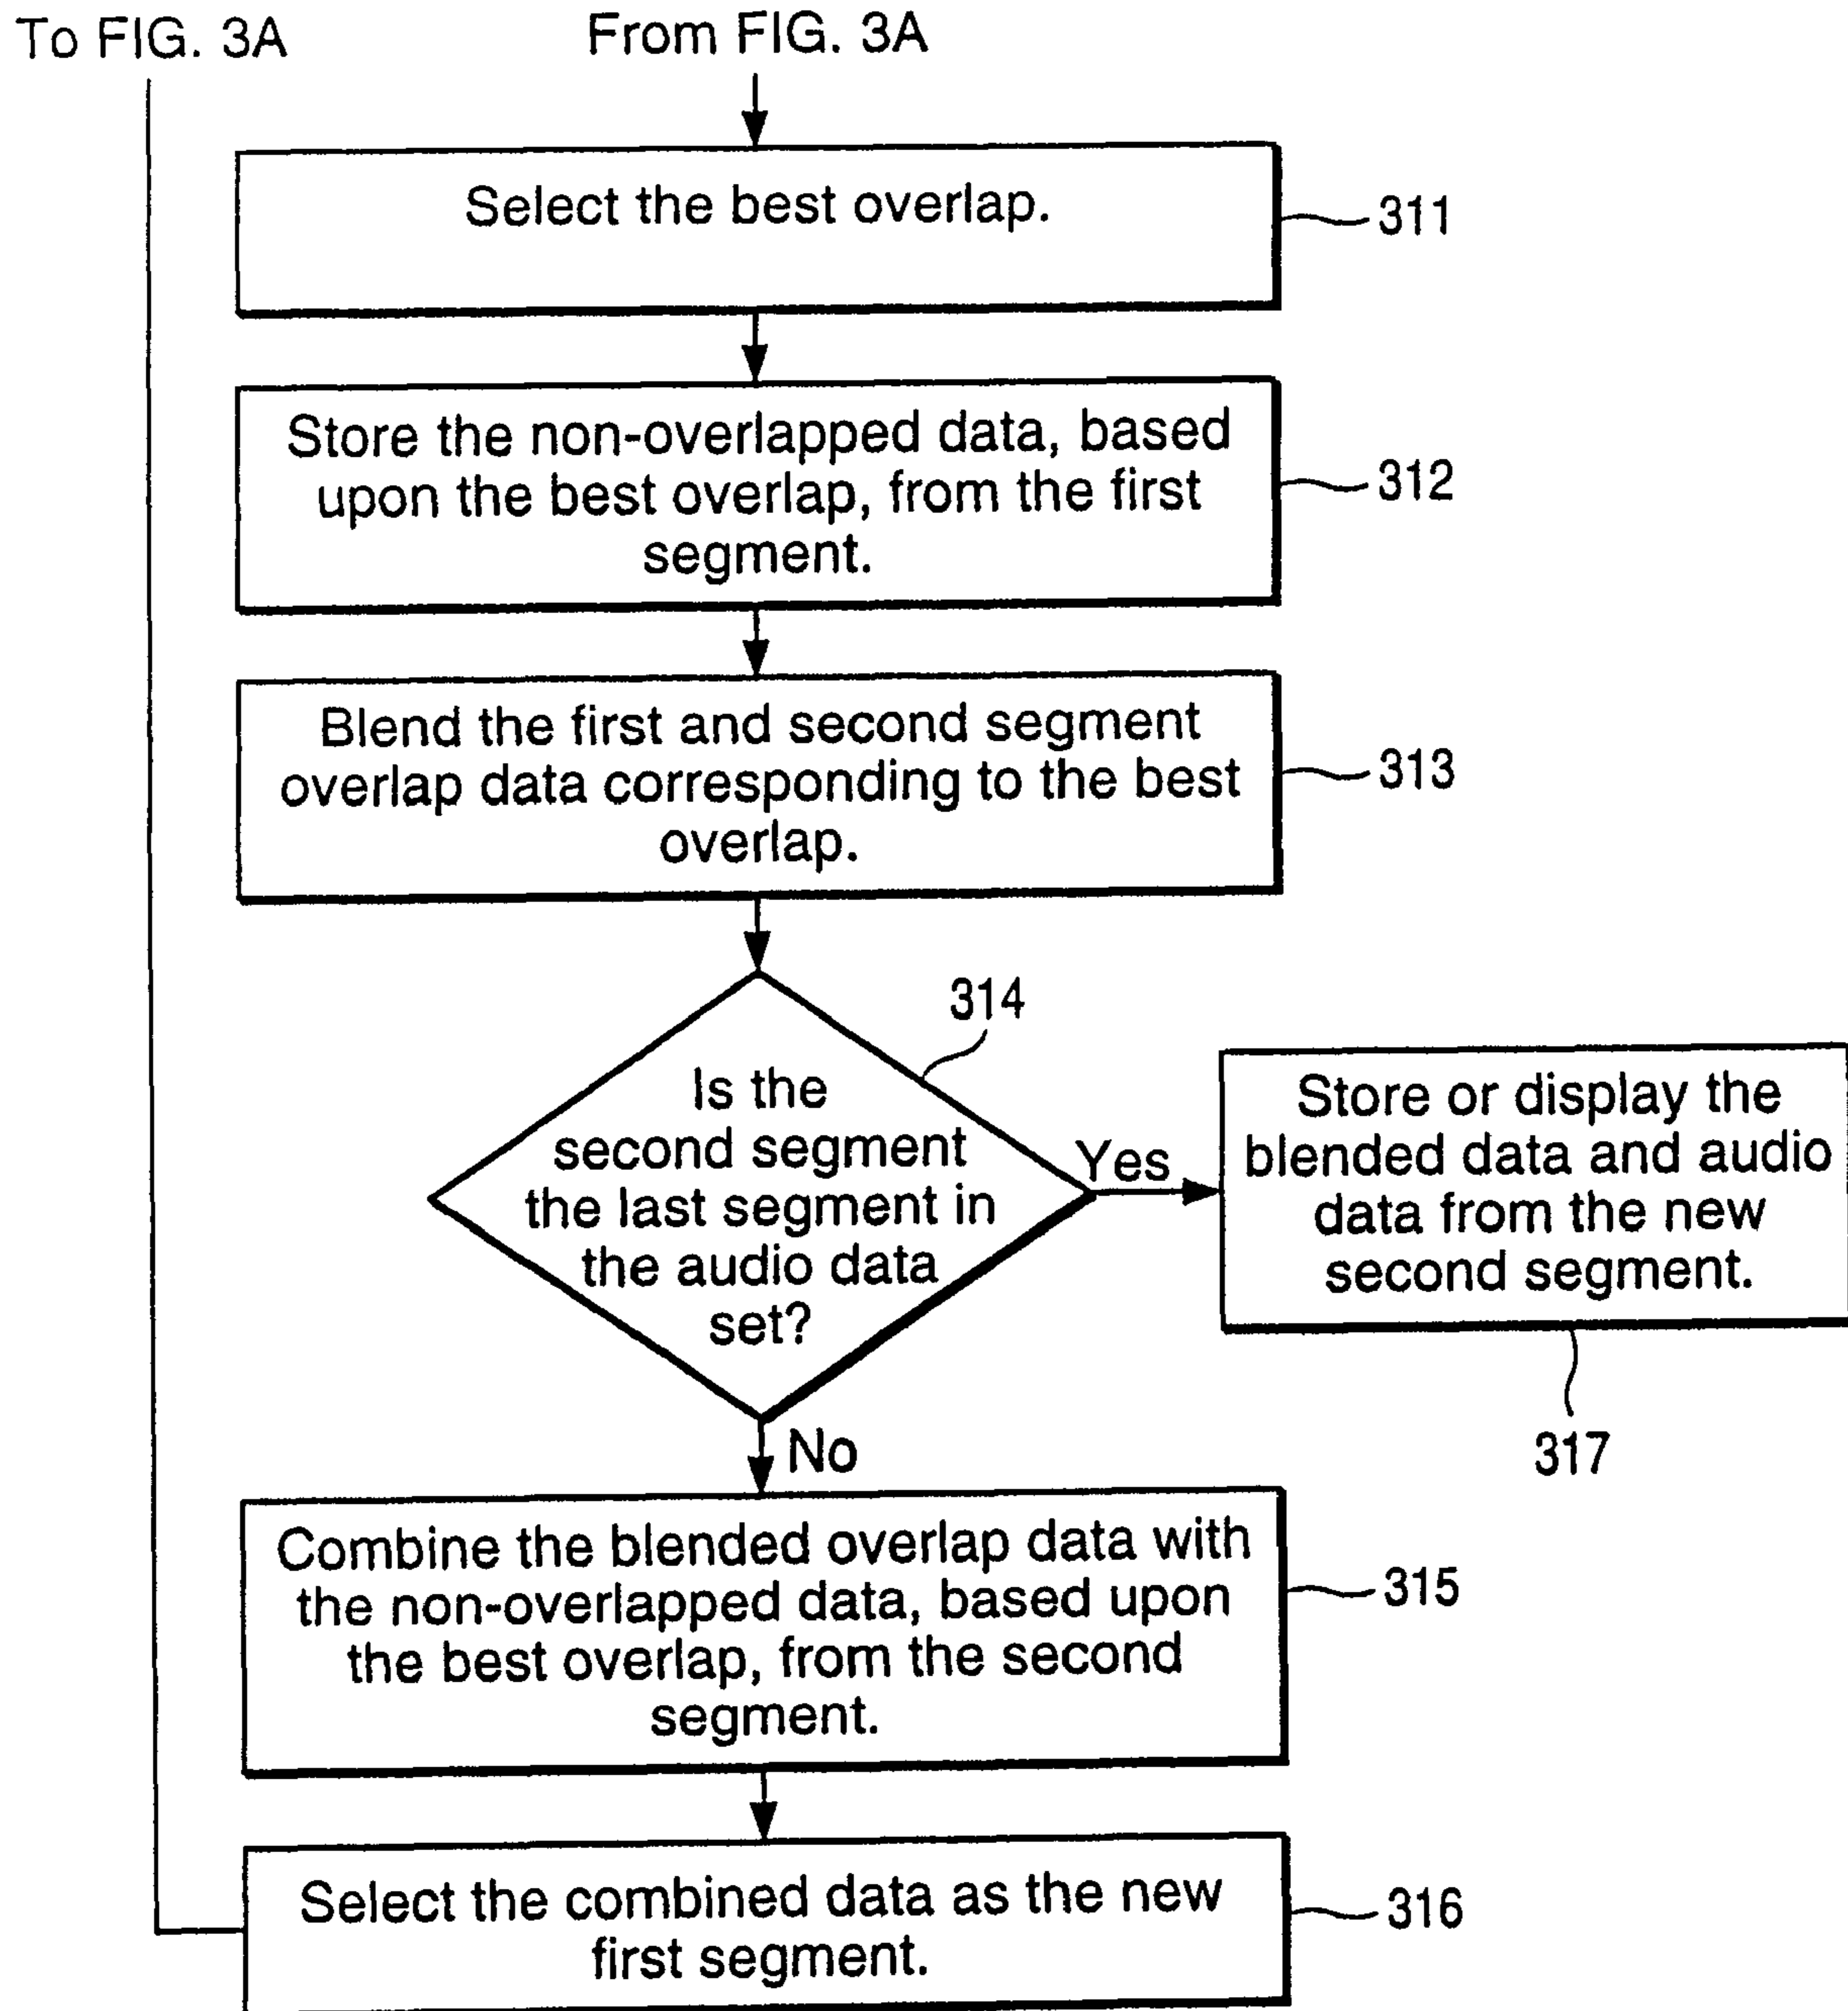 To FIG. 3A
From FIG. 3A
Select the best overlap.
311
Store the non-overlapped data, based
upon the best overlap, from the first
segment.
312
Blend the first and second segment
overlap data corresponding to the best
overlap.
313
314
Is the
second segment
the last segment in
the audio data
set?
Yes
Store or display the
blended data and audio
data from the new
second segment.
317
No
Combine the blended overlap data with
the non-overlapped data, based upon
the best overlap, from the second
segment.
315
Select the combined data as the new
first segment.
316